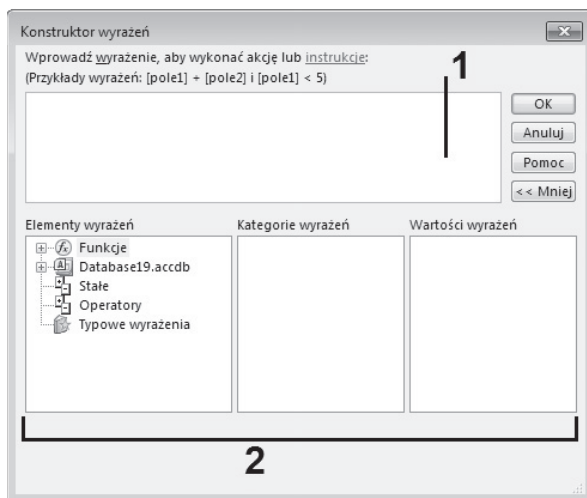 Konstruktor wyrażeń
Wprowadź wyrażenie, aby wykonać akcję lub instrukcje:
(Przykłady wyrażeń: [pole1] + [pole2] i [pole1] < 5)
1
OK
Anuluj
Pomoc
<< Mniej
Elementy wyrażeń
Kategorie wyrażeń
Wartości wyrażeń
Funkcje
Database19.accdb
Stałe
Operatory
Typowe wyrażenia
2